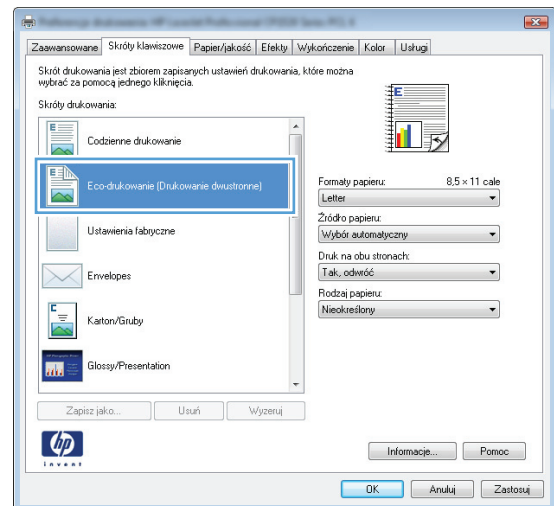 Zaawansowane Skróty klawiszowe Papier/jakość Efekty Wykończenie Kolor Usługi
Skrót drukowania jest zbiorem zapisanych ustawień drukowania, które można
wybrać za pomocą jednego kliknięcia.
Skróty drukowania:
Codzienne drukowanie
Eco-drukowanie (Drukowanie dwustronne)
Ustawienia fabryczne
Envelopes
Karton/Gruby
Glossy/Presentation
Formaty papieru: 8,5 × 11 cale
Letter
Źródło papieru:
Wybór automatyczny
Druk na obu stronach:
Tak, odwróć
Rodzaj papieru:
Nieokreślony
Zapisz jako... Usuń Wyzeruj
hp
invent
Informacje... Pomoc
OK Anuluj Zastosuj